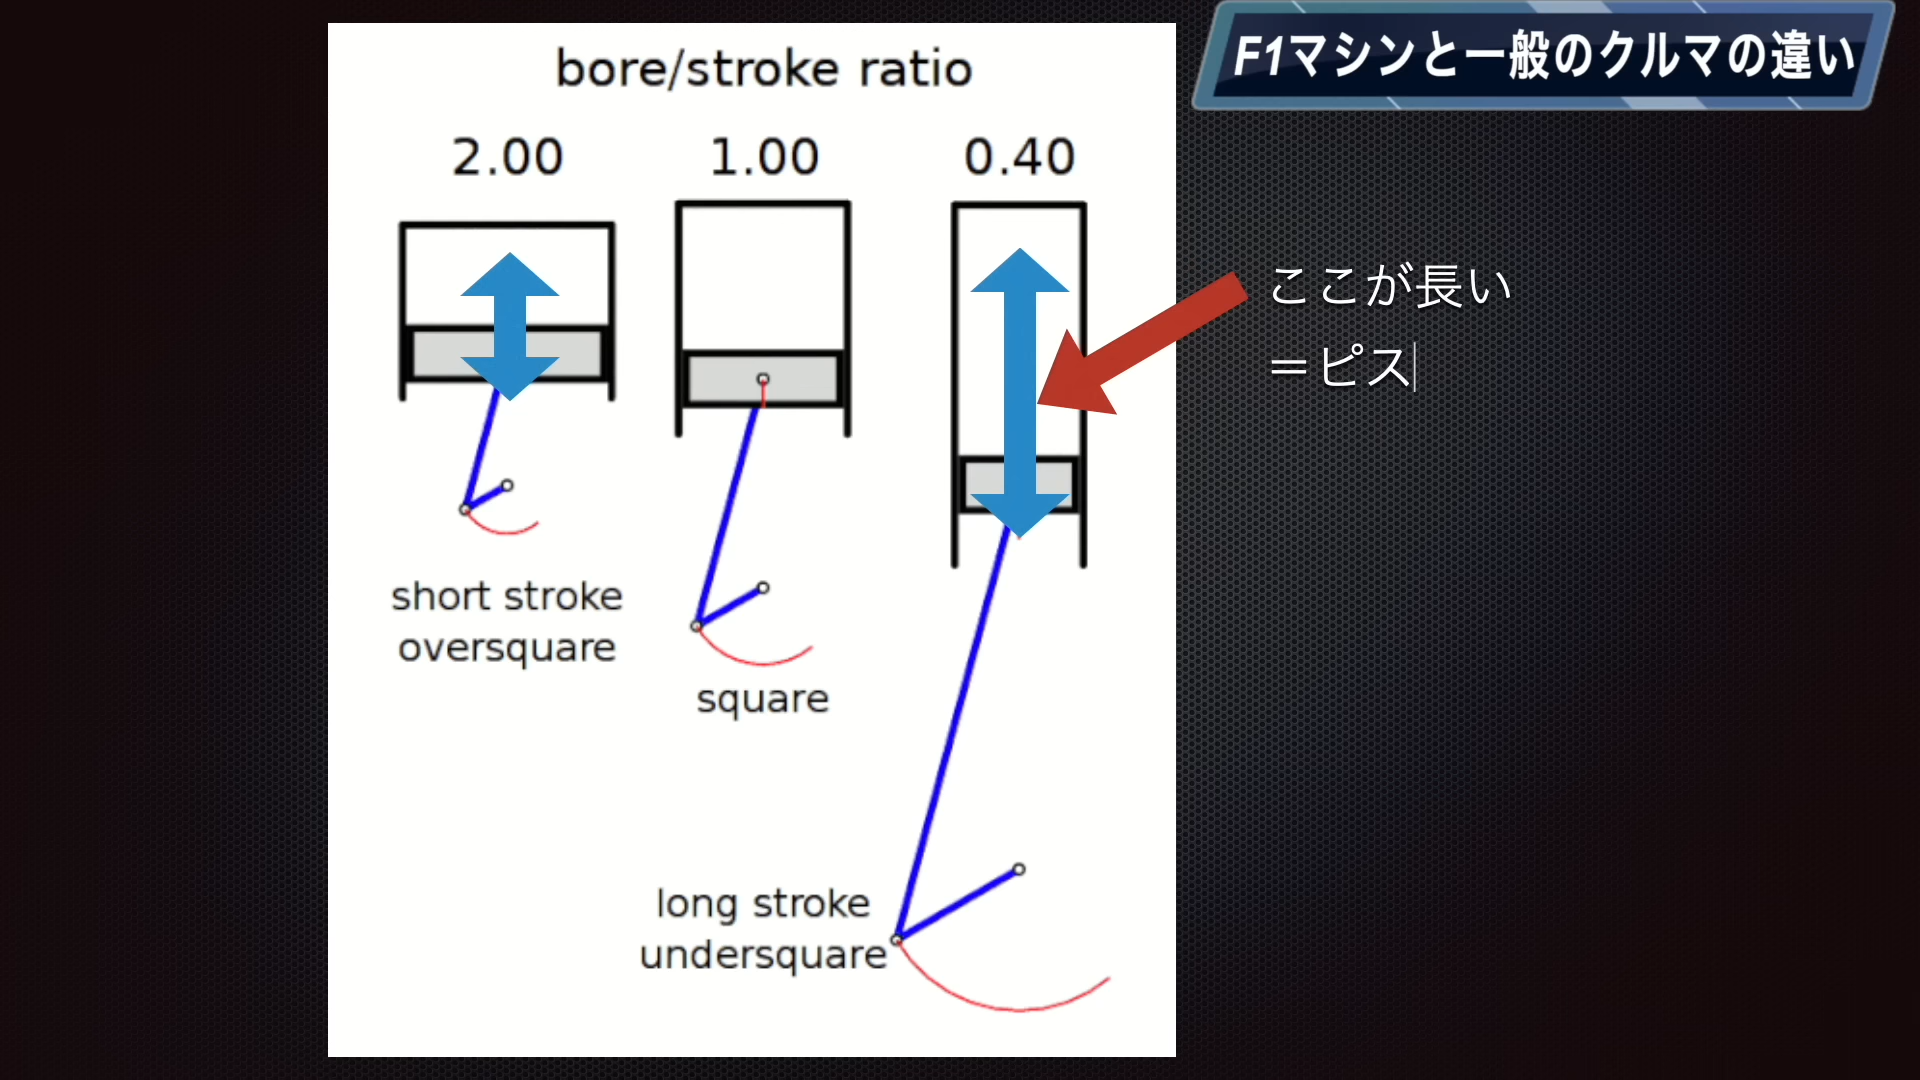 F1マシンと一般のクルマの違い
bore/stroke ratio
2.00 1.00 0.40
ここが長い
＝ピス
short stroke
oversquare
square
long stroke
undersquare